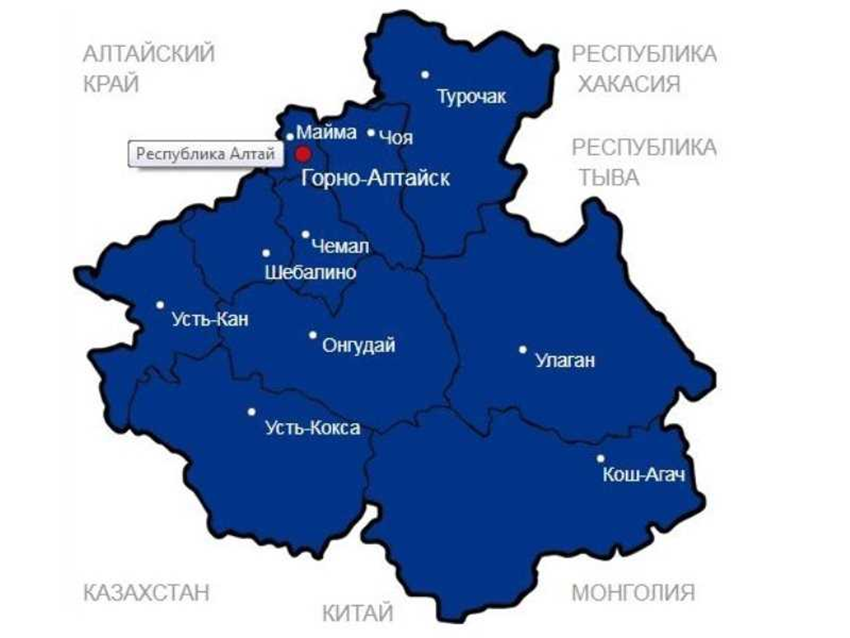 АЛТАЙСКИЙ
КРАЙ
РЕСПУБЛИКА
ХАКАСИЯ
Турочак
Майма
Чоя
Республика Алтай
Горно-Алтайск
РЕСПУБЛИКА
ТЫВА
Чемал
Шебалино
Усть-Кан
Онгудай
Улаган
Усть-Кокса
Кош-Агач
КАЗАХСТАН
КИТАЙ
МОНГОЛИЯ